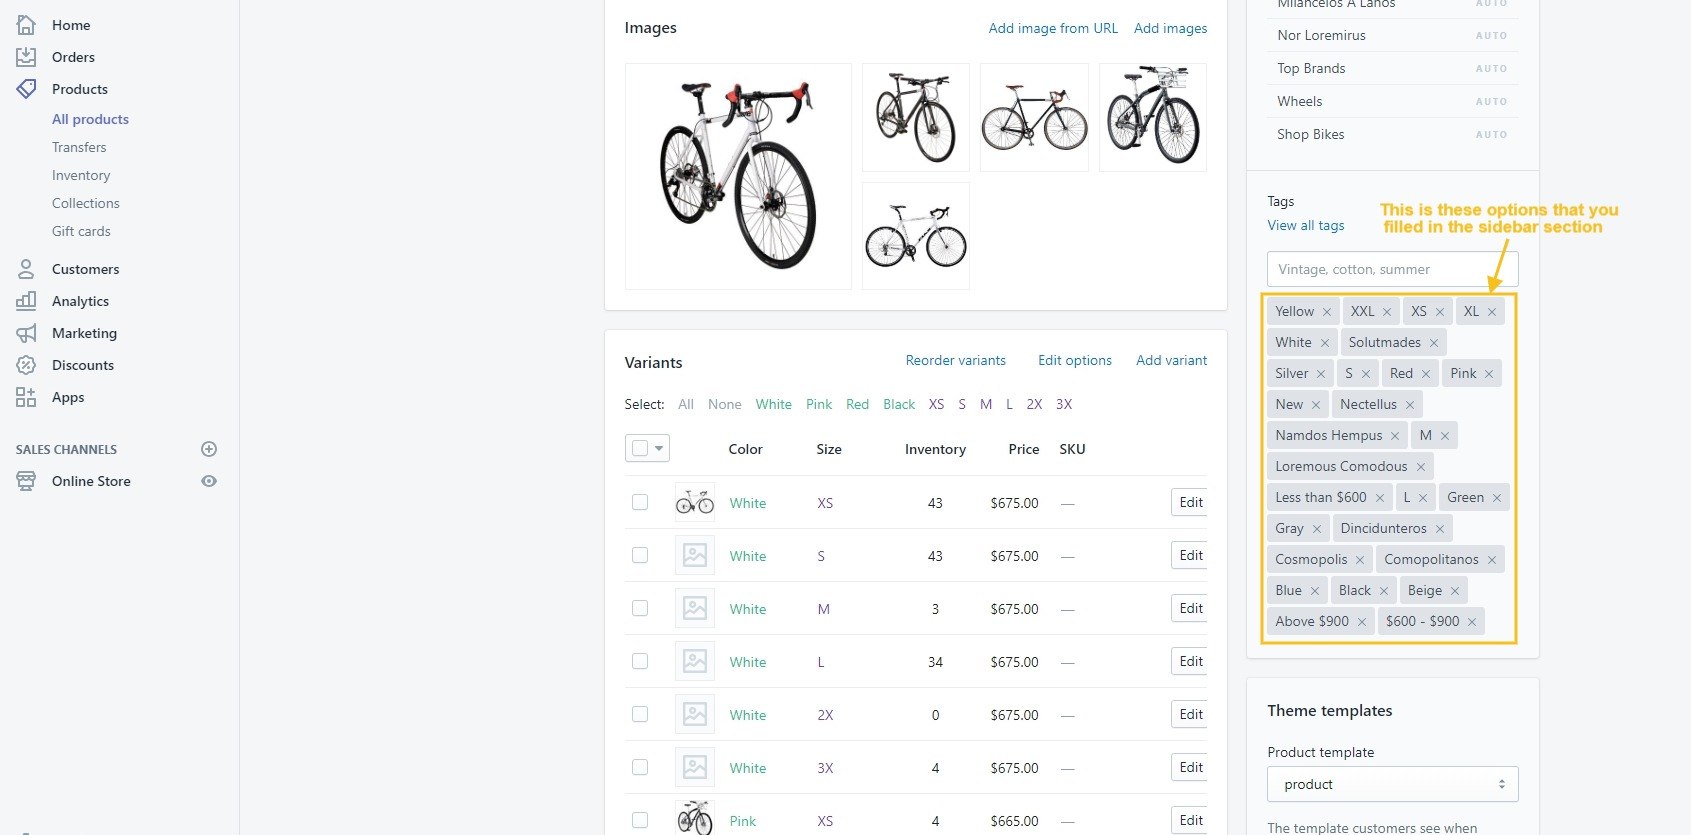 Home
Orders
Products
All products
Transfers
Inventory
Collections
Gift cards
Customers
Analytics
Marketing
Discounts
Apps
SALES CHANNELS
Online Store
Images Add image from URL Add images
Variants Reorder variants Edit options Add variant
Select: All None White Pink Red Black XS S M L 2X 3X
Color Size Inventory Price SKU
White XS 43 $675.00 — Edit
White S 43 $675.00 — Edit
White M 3 $675.00 — Edit
White L 34 $675.00 — Edit
White 2X 0 $675.00 — Edit
White 3X 4 $675.00 — Edit
Pink XS 4 $665.00 — Edit
Milancelos A Lahos AUTO
Nor Loremirus AUTO
Top Brands AUTO
Wheels AUTO
Shop Bikes AUTO
Tags
View all tags
This is these options that you
filled in the sidebar section
Vintage, cotton, summer
Yellow × XXL × XS × XL ×
White × Solutmades ×
Silver × S × Red × Pink ×
New × Nectellus ×
Namdos Hempus × M ×
Loremous Comodous ×
Less than $600 × L × Green ×
Gray × Dincidunteros ×
Cosmopolis × Comopolitanos ×
Blue × Black × Beige ×
Above $900 × $600 - $900 ×
Theme templates
Product template
product
The template customers see when